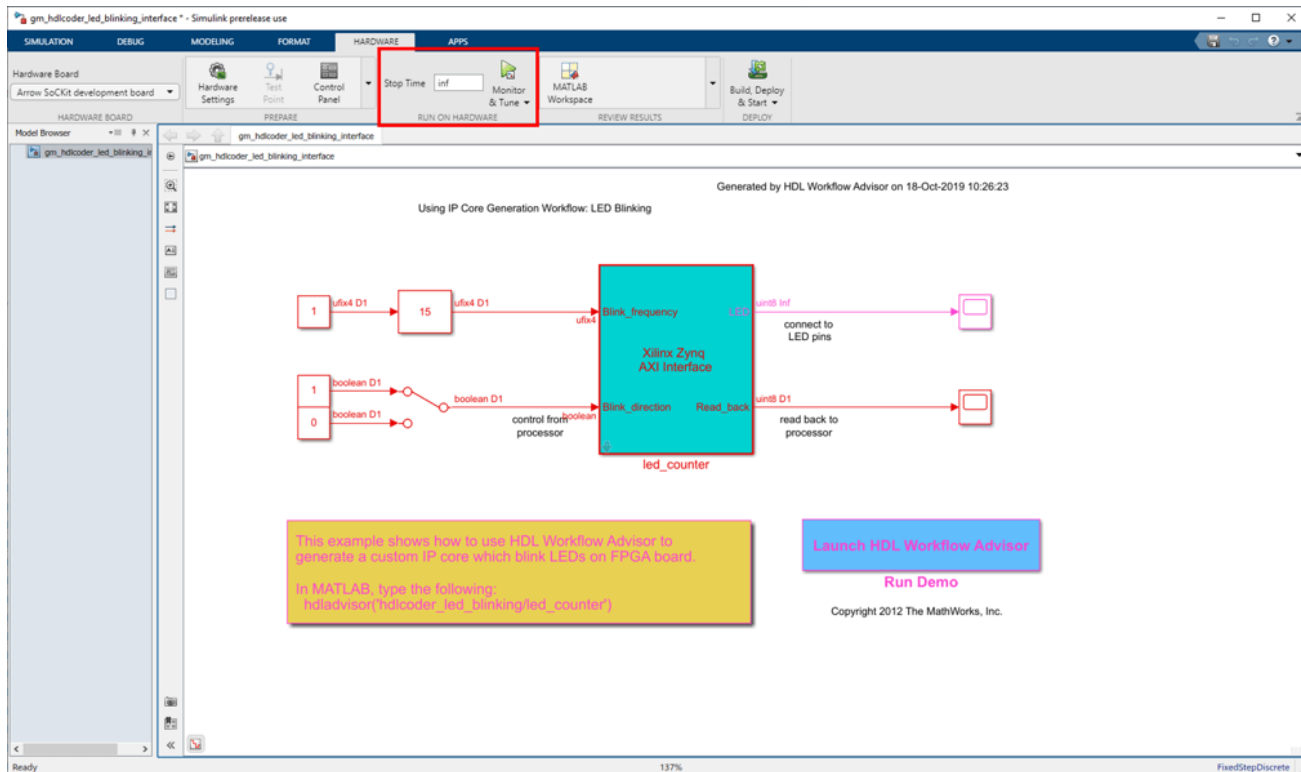 gm_hdlcoder_led_blinking_interface * - Simulink prerelease use
SIMULATION DEBUG MODELING FORMAT HARDWARE APPS
Hardware Board
Arrow SoCKit development board
HARDWARE BOARD
Hardware Settings
Test Point
Control Panel
PREPARE
Stop Time inf
Monitor & Tune
RUN ON HARDWARE
MATLAB Workspace
REVIEW RESULTS
Build, Deploy & Start
DEPLOY
Model Browser
gm_hdlcoder_led_blinking_interface
gm_hdlcoder_led_blinking_ir
gm_hdlcoder_led_blinking_interface
Generated by HDL Workflow Advisor on 18-Oct-2019 10:26:23
Using IP Core Generation Workflow: LED Blinking
1
ufix4 D1
15
ufix4 D1
ufix4
Blink_frequency
LED
uint8 Inf
connect to
LED pins
Xilinx Zynq
AXI Interface
1
boolean D1
0
boolean D1
boolean D1
control from
processor
boolean
Blink_direction
Read_back
uint8 D1
read back to
processor
led_counter
This example shows how to use HDL Workflow Advisor to
generate a custom IP core which blink LEDs on FPGA board.
In MATLAB, type the following:
hdladvisor('hdlcoder_led_blinking/led_counter')
Launch HDL Workflow Advisor
Run Demo
Copyright 2012 The MathWorks, Inc.
Ready
137%
FixedStepDiscrete